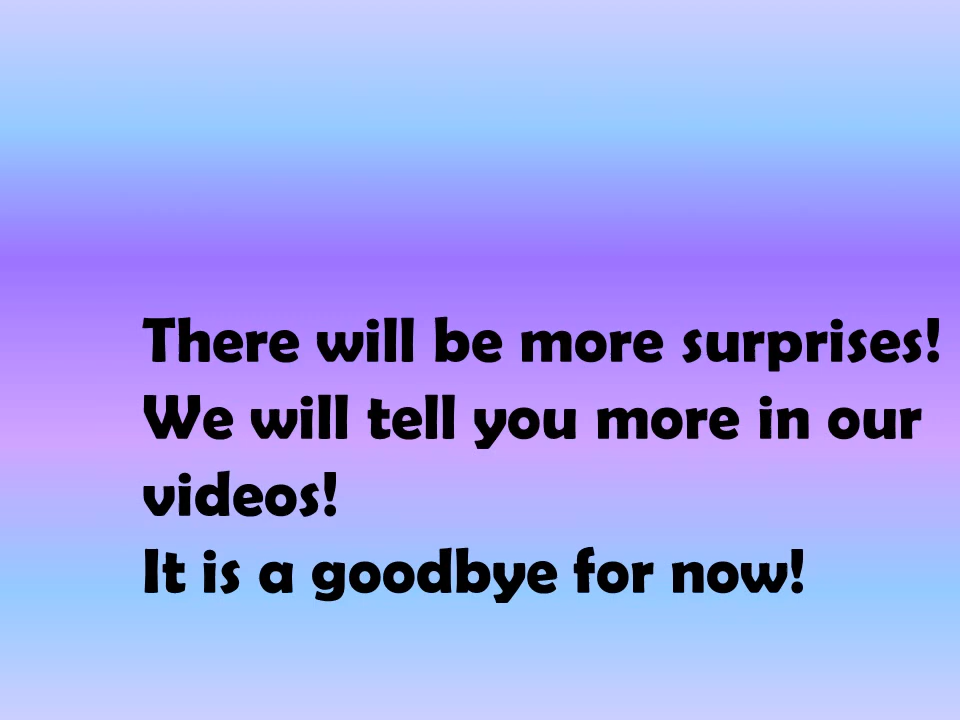 There will be more surprises!
We will tell you more in our
videos!
It is a goodbye for now!